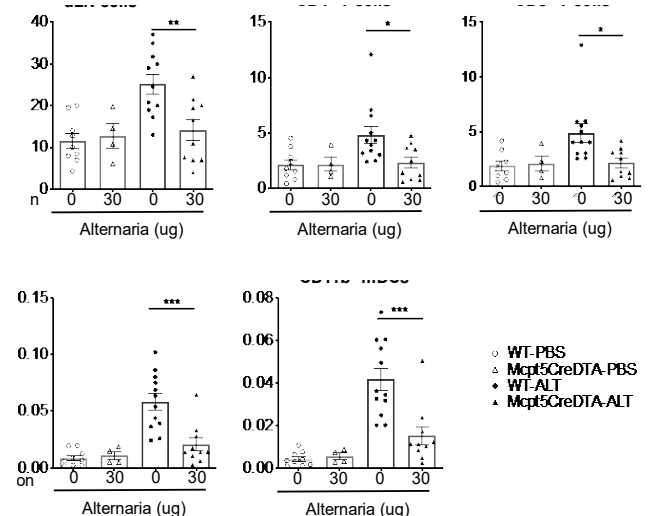 40
30
20
10
0
**
n 0 30 0 30
Alternaria (ug)
15
10
5
0
*
0 30 0 30
Alternaria (ug)
15
10
5
0
*
0 30 0 30
Alternaria (ug)
0.15
0.10
0.05
0.00
***
on 0 30 0 30
Alternaria (ug)
0.08
0.06
0.04
0.02
0.00
***
0 30 0 30
Alternaria (ug)
WT-PBS
Mcpt5CreDTA-PBS
WT-ALT
Mcpt5CreDTA-ALT